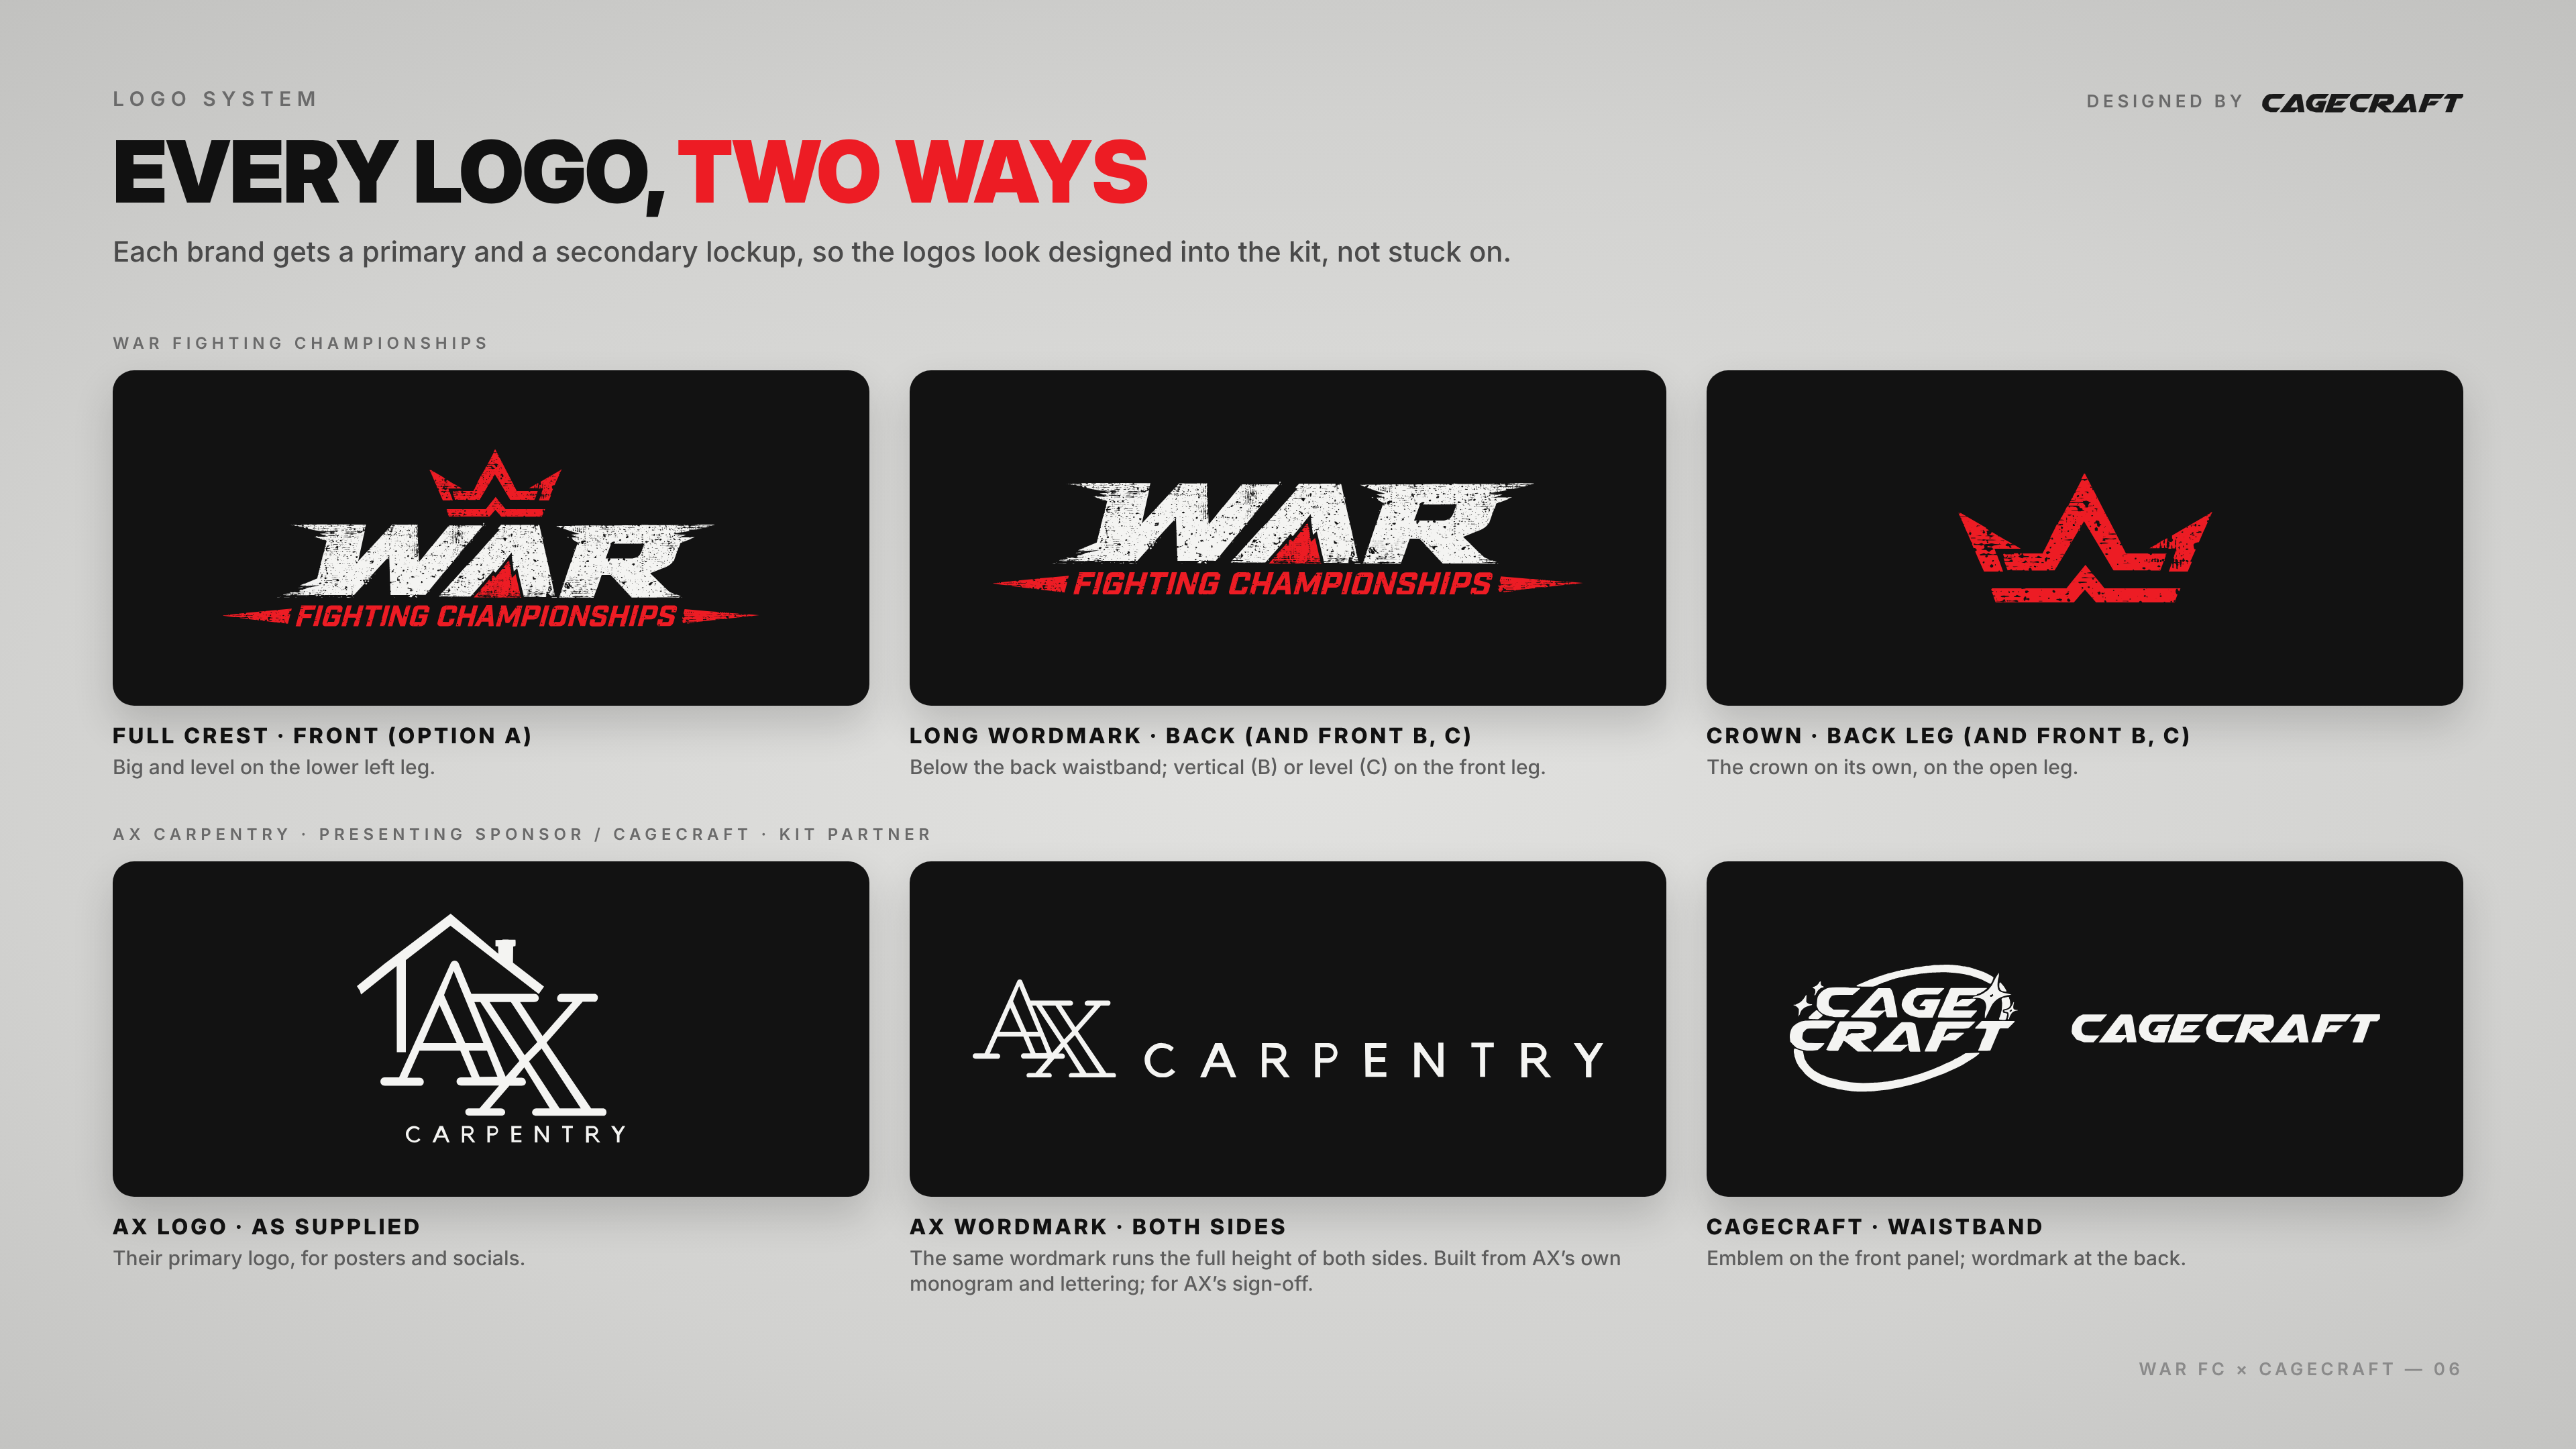 LOGO SYSTEM
DESIGNED BY CAGECRAFT
EVERY LOGO, TWO WAYS
Each brand gets a primary and a secondary lockup, so the logos look designed into the kit, not stuck on.
WAR FIGHTING CHAMPIONSHIPS
WAR
FIGHTING CHAMPIONSHIPS
WAR
FIGHTING CHAMPIONSHIPS
FULL CREST · FRONT (OPTION A)
Big and level on the lower left leg.
LONG WORDMARK · BACK (AND FRONT B, C)
Below the back waistband; vertical (B) or level (C) on the front leg.
CROWN · BACK LEG (AND FRONT B, C)
The crown on its own, on the open leg.
AX CARPENTRY · PRESENTING SPONSOR / CAGECRAFT · KIT PARTNER
AX
CARPENTRY
AX CARPENTRY
CAGE
CRAFT
CAGECRAFT
AX LOGO · AS SUPPLIED
Their primary logo, for posters and socials.
AX WORDMARK · BOTH SIDES
The same wordmark runs the full height of both sides. Built from AX’s own
monogram and lettering; for AX’s sign-off.
CAGECRAFT · WAISTBAND
Emblem on the front panel; wordmark at the back.
WAR FC × CAGECRAFT — 06